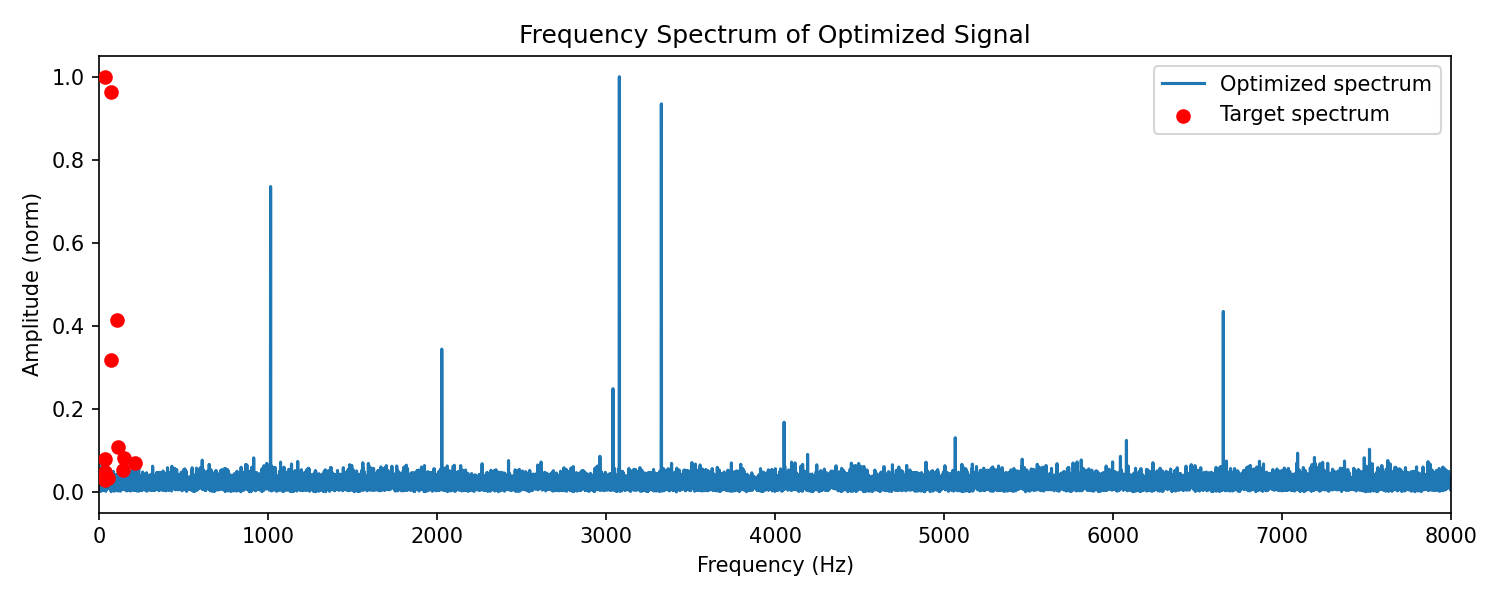 Frequency Spectrum of Optimized Signal
Optimized spectrum
Target spectrum
Amplitude (norm)
1.0
0.8
0.6
0.4
0.2
0.0
0 1000 2000 3000 4000 5000 6000 7000 8000
Frequency (Hz)